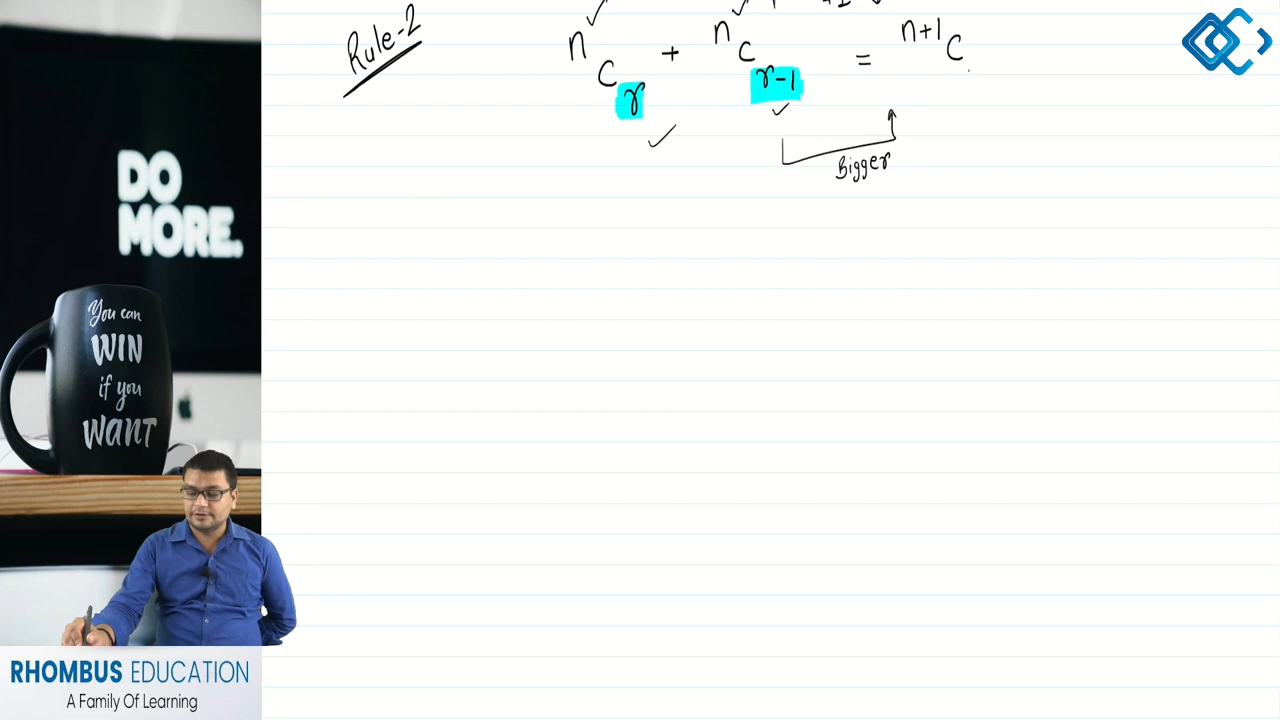 Rule-2
n C r + n C r-1 = n+1 C
Bigger
DO
MORE.
You can
WIN
if you
WANT
RHOMBUS EDUCATION
A Family Of Learning